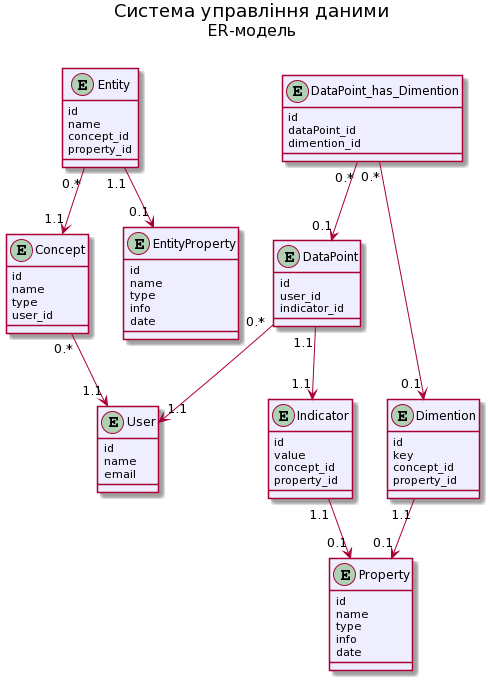 Система управління даними
ER-модель
E Entity
id
name
concept_id
property_id
E DataPoint_has_Dimention
id
dataPoint_id
dimention_id
0.*
1.1
0.*
0.*
1.1
0.1
0.1
E Concept
id
name
type
user_id
E EntityProperty
id
name
type
info
date
E DataPoint
id
user_id
indicator_id
0.*
0.*
1.1
1.1
1.1
1.1
0.1
E User
id
name
email
E Indicator
id
value
concept_id
property_id
E Dimention
id
key
concept_id
property_id
1.1
1.1
0.1
0.1
E Property
id
name
type
info
date